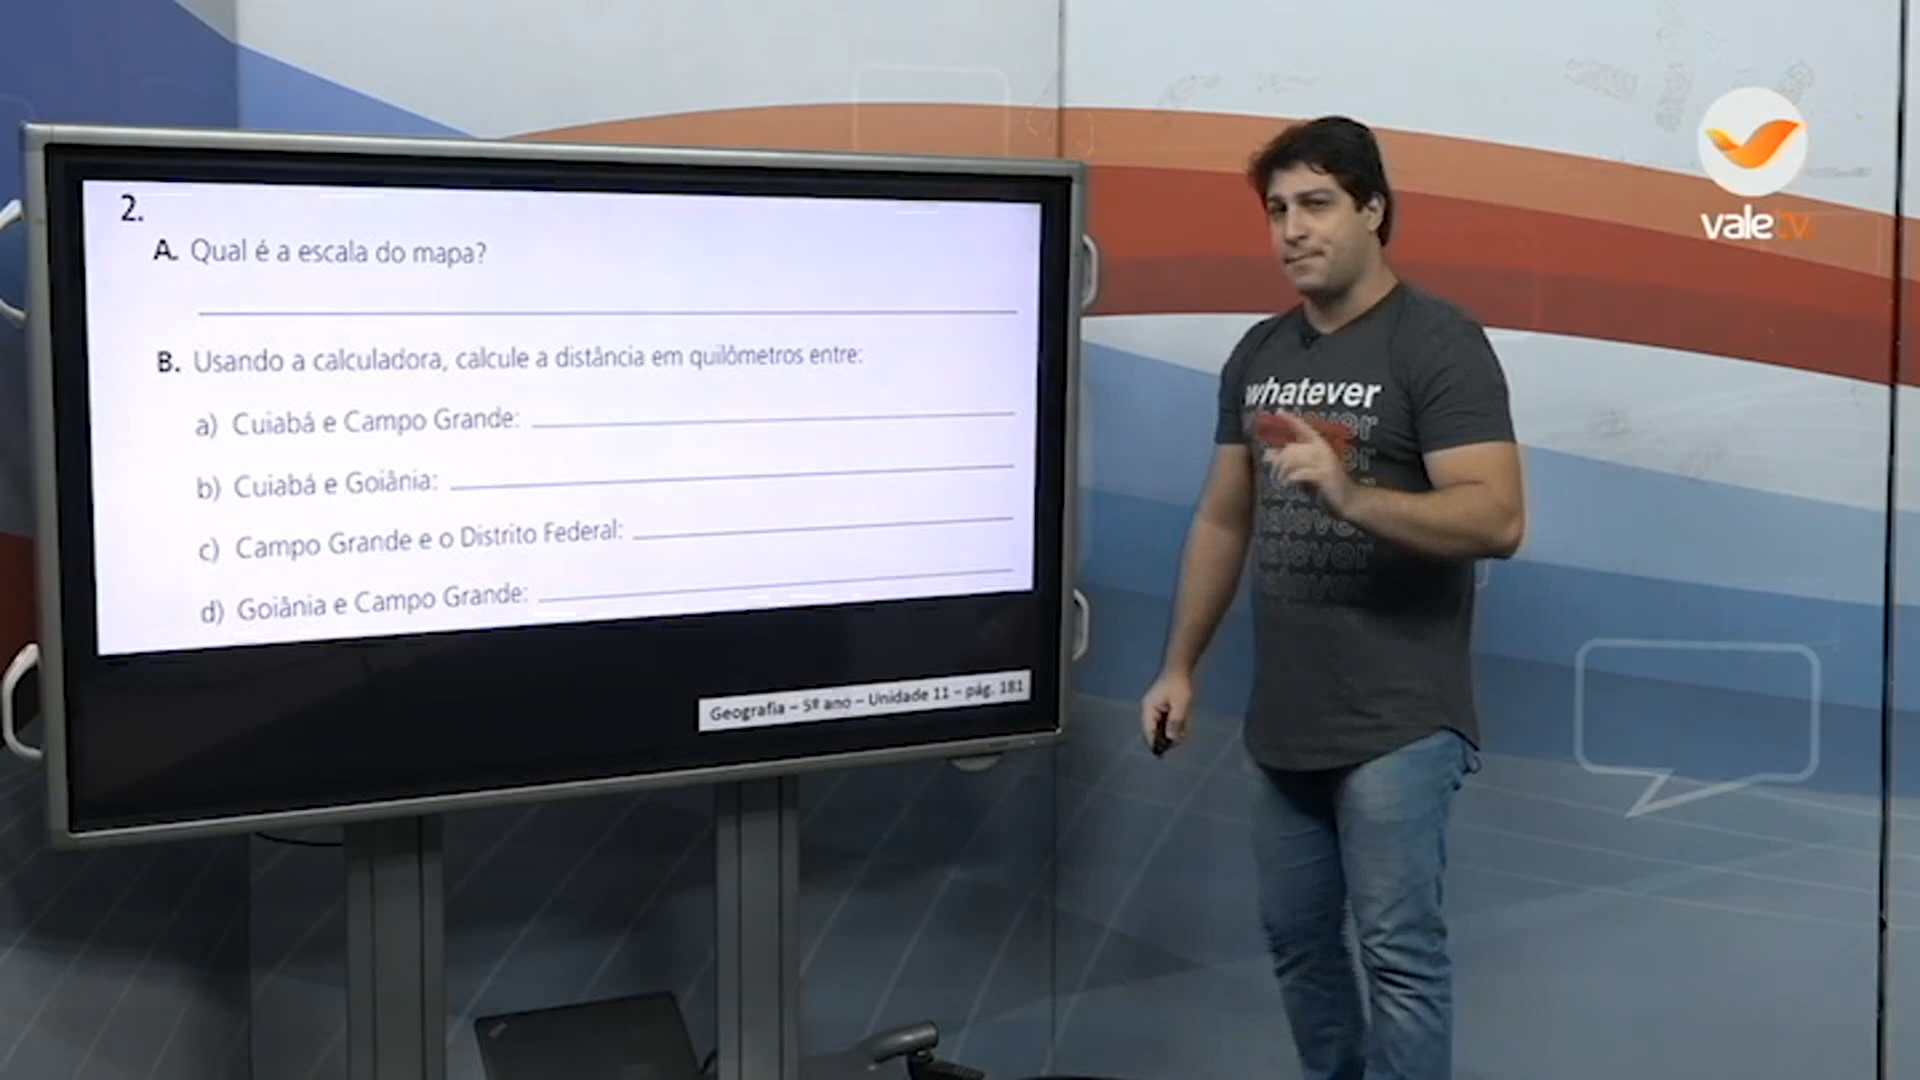 2.
A. Qual é a escala do mapa?
B. Usando a calculadora, calcule a distância em quilômetros entre:
a) Cuiabá e Campo Grande:
b) Cuiabá e Goiânia:
c) Campo Grande e o Distrito Federal:
d) Goiânia e Campo Grande:
Geografia – 5º ano – Unidade 11 – pág. 181
vale tv
whatever